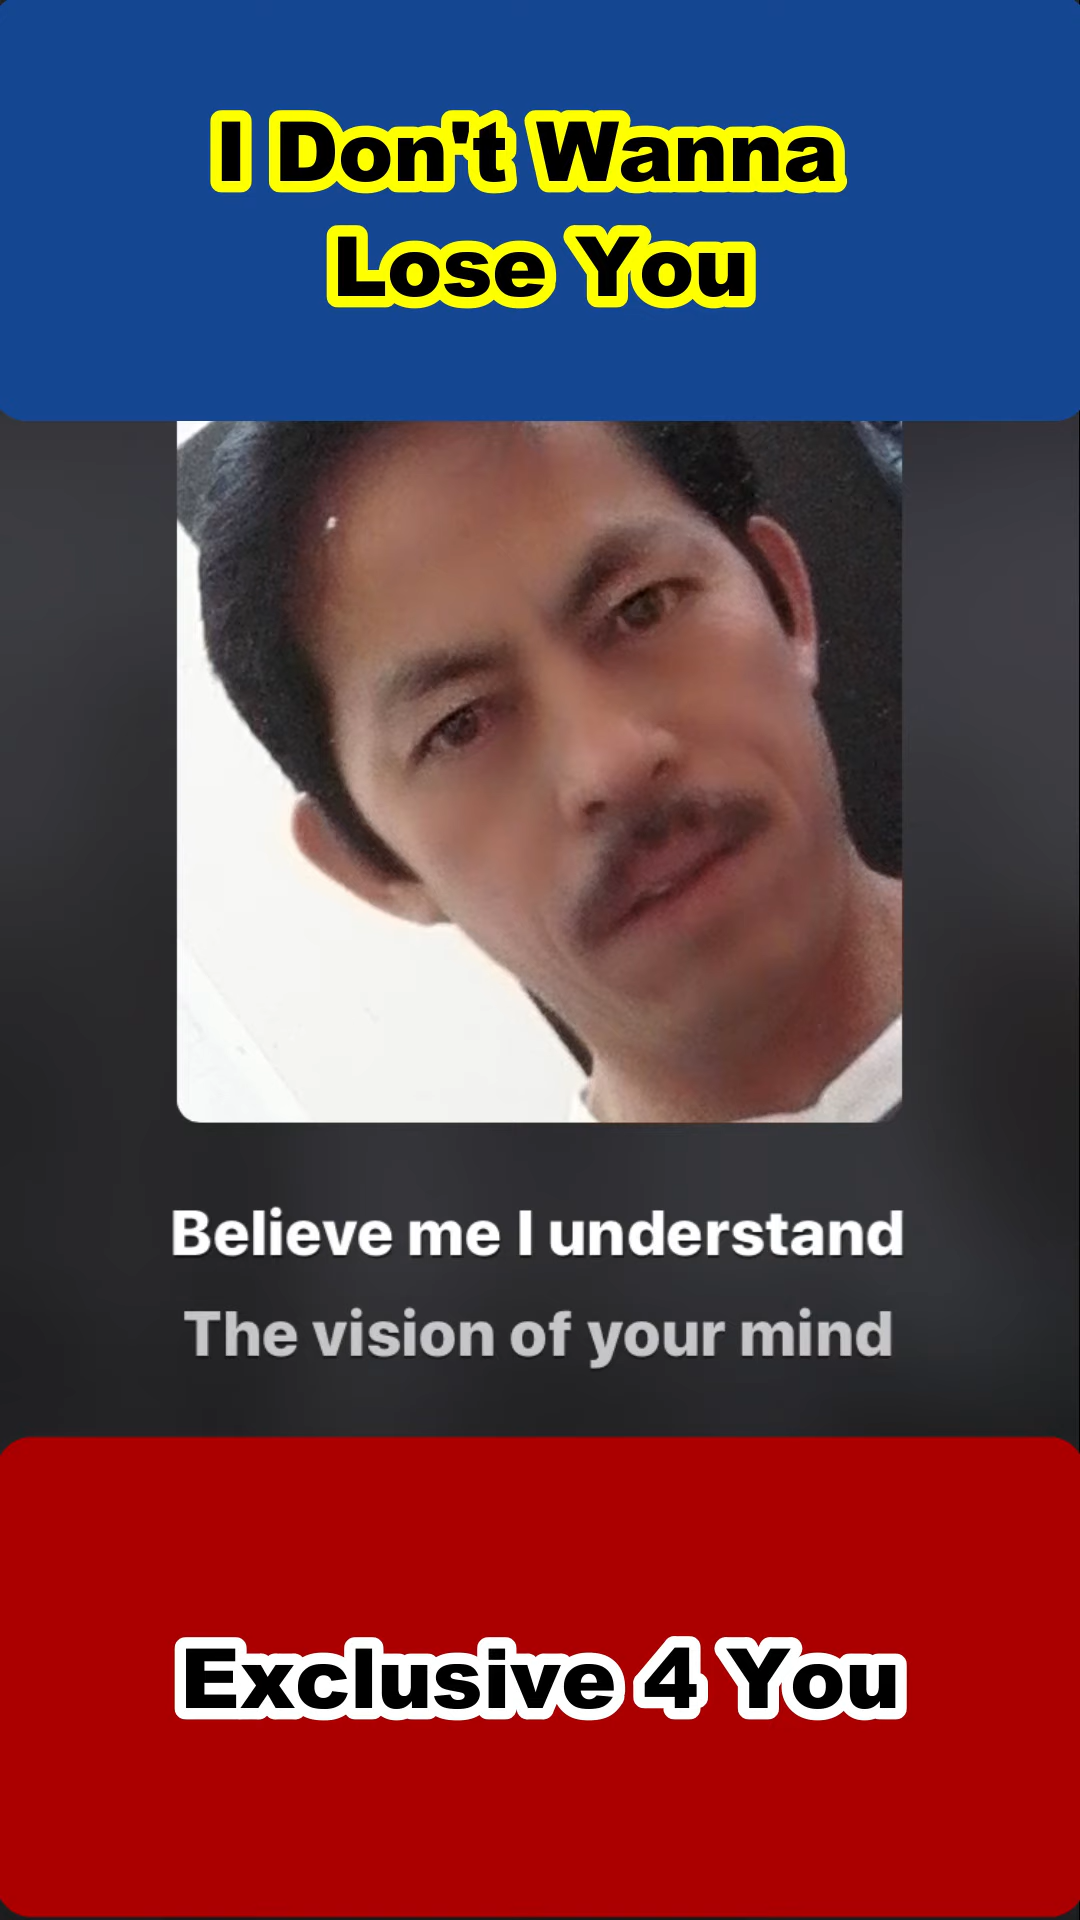 I Don't Wanna
Lose You
Believe me I understand
The vision of your mind
Exclusive 4 You